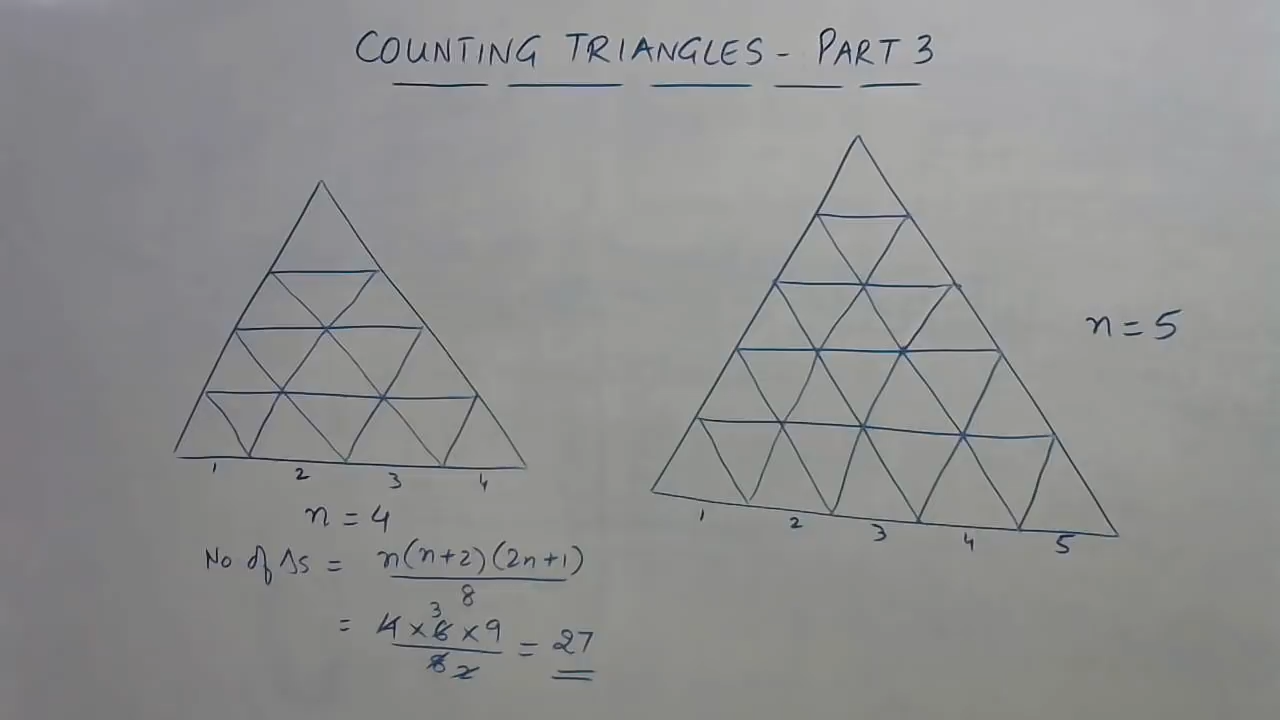 COUNTING TRIANGLES - PART 3
1 2 3 4
n = 4
No of Δs = n(n+2)(2n+1)
8
= 4 x 6 3 x 9 = 27
8 2
n = 5
1 2 3 4 5